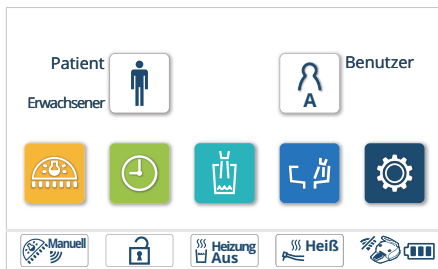 Patient
Benutzer
Erwachsener
A
Manuell
Heizung
Aus
Heiß